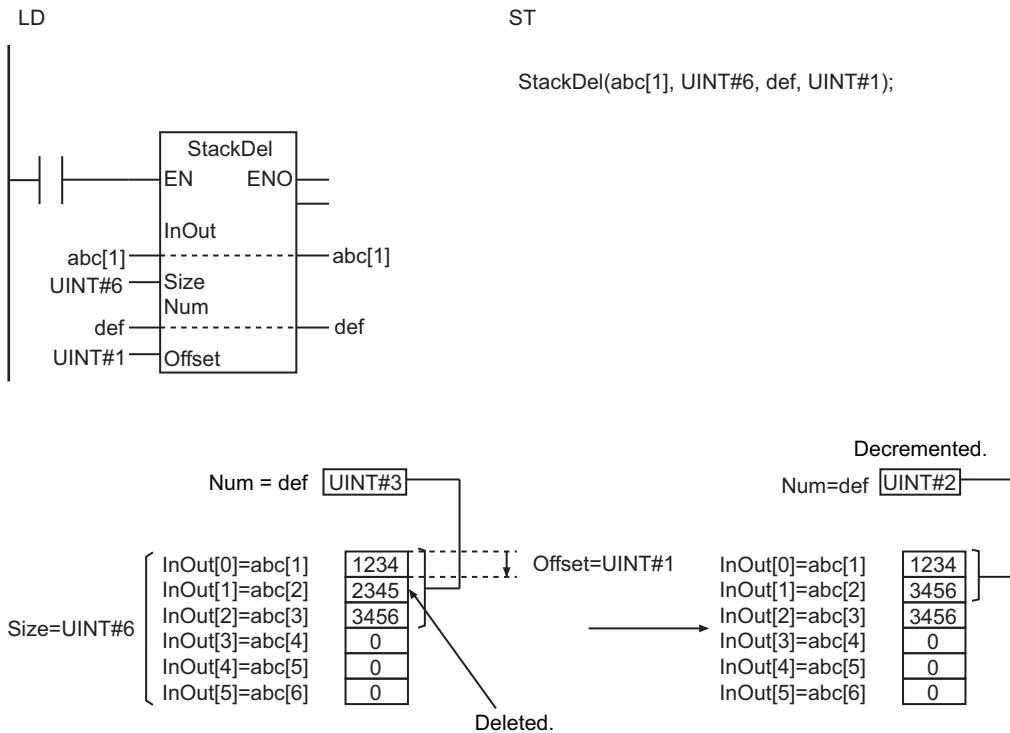 LD
ST
StackDel(abc[1], UINT#6, def, UINT#1);
StackDel
EN ENO
InOut
abc[1] abc[1]
UINT#6 Size
Num
def def
UINT#1 Offset
Decremented.
Num = def UINT#3
Num=def UINT#2
Size=UINT#6
InOut[0]=abc[1] 1234
InOut[1]=abc[2] 2345
InOut[2]=abc[3] 3456
InOut[3]=abc[4] 0
InOut[4]=abc[5] 0
InOut[5]=abc[6] 0
Offset=UINT#1
Deleted.
InOut[0]=abc[1] 1234
InOut[1]=abc[2] 3456
InOut[2]=abc[3] 3456
InOut[3]=abc[4] 0
InOut[4]=abc[5] 0
InOut[5]=abc[6] 0